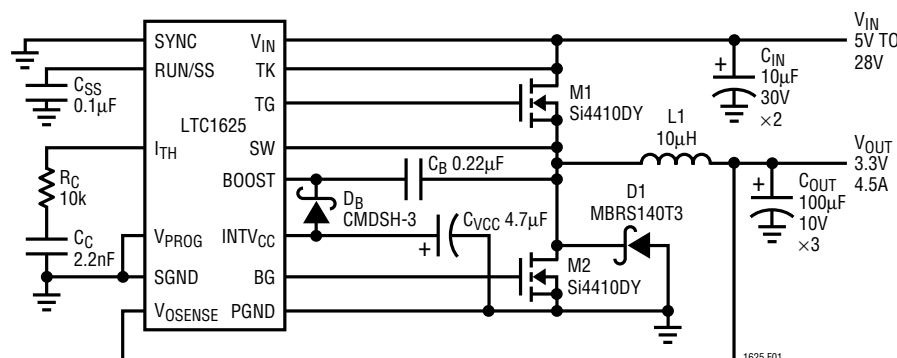 SYNC
RUN/SS
I_TH
V_PROG
SGND
V_OSENSE
LTC1625
V_IN
TK
TG
SW
BOOST
INTV_CC
BG
PGND
C_SS
0.1µF
R_C
10k
C_C
2.2nF
D_B
CMDSH-3
C_B 0.22µF
C_VCC 4.7µF
+
M1
Si4410DY
M2
Si4410DY
L1
10µH
D1
MBRS140T3
+
C_IN
10µF
30V
×2
V_IN
5V TO
28V
V_OUT
3.3V
4.5A
+
C_OUT
100µF
10V
×3
1625 F01